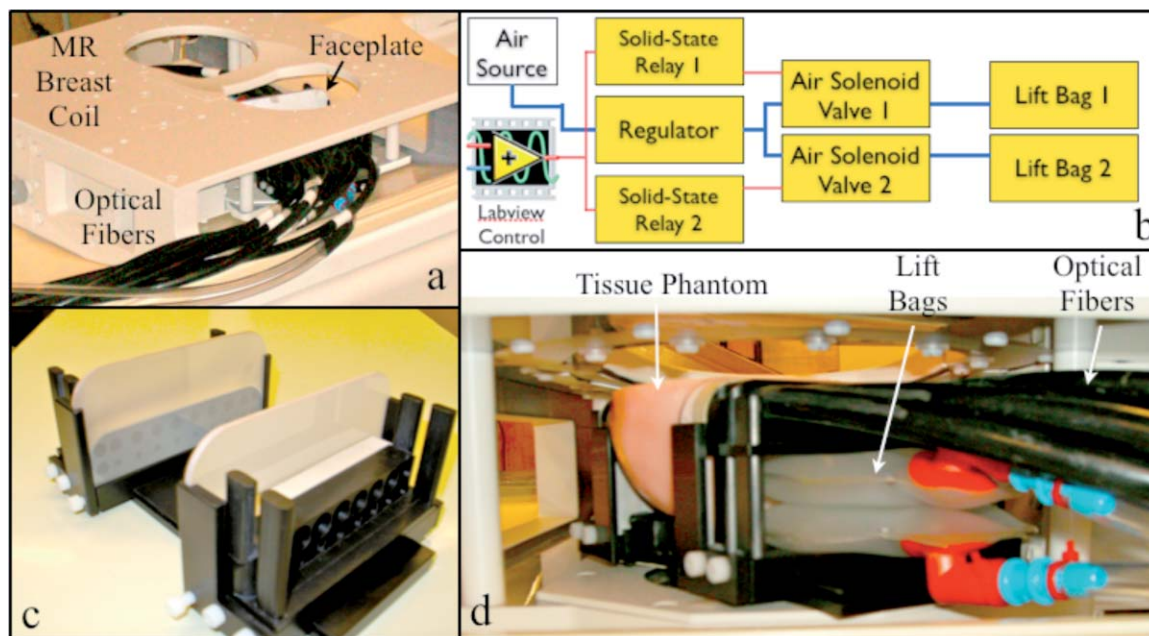 MR
Breast
Coil
Faceplate
Optical
Fibers
a
Air
Source
Solid-State
Relay 1
Regulator
Labview
Control
Solid-State
Relay 2
Air Solenoid
Valve 1
Air Solenoid
Valve 2
Lift Bag 1
Lift Bag 2
b
c
Tissue Phantom
Lift
Bags
Optical
Fibers
d